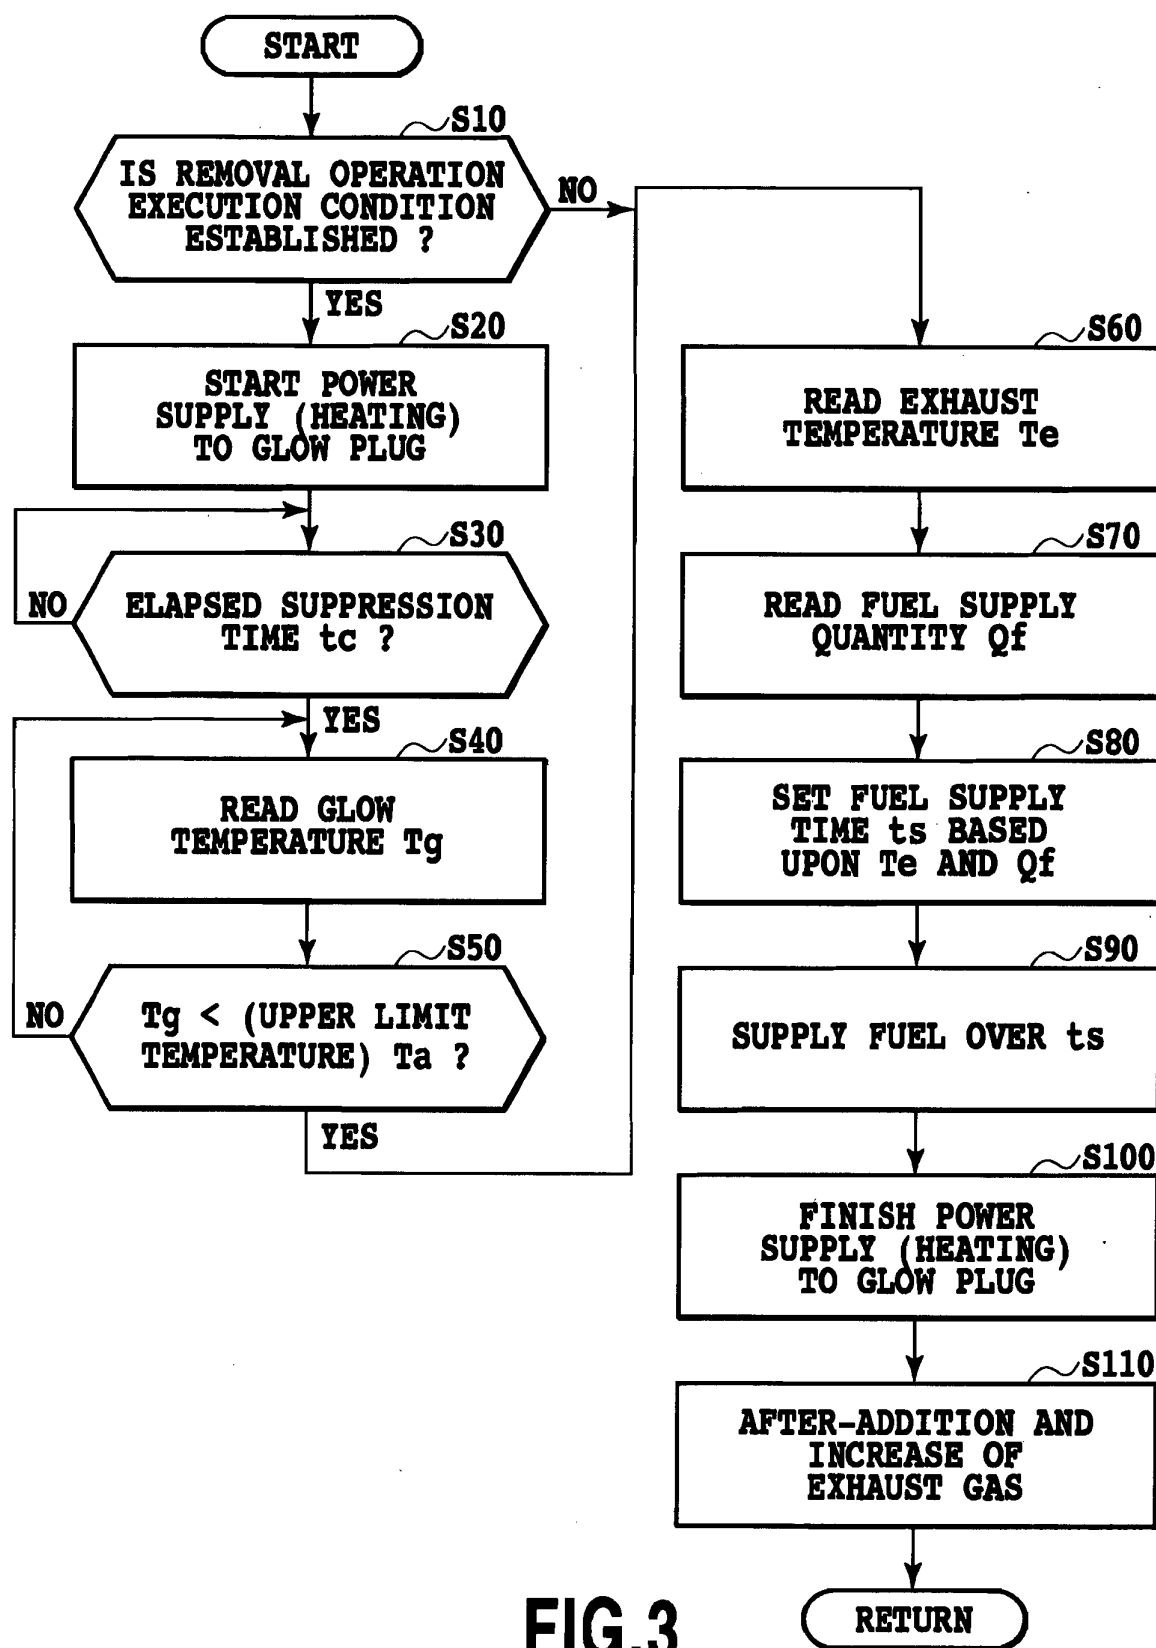 START
S10
IS REMOVAL OPERATION
EXECUTION CONDITION
ESTABLISHED ?
NO
YES
S20
START POWER
SUPPLY (HEATING)
TO GLOW PLUG
S30
ELAPSED SUPPRESSION
TIME tc ?
NO
YES
S40
READ GLOW
TEMPERATURE Tg
S50
Tg < (UPPER LIMIT
TEMPERATURE) Ta ?
NO
YES
S60
READ EXHAUST
TEMPERATURE Te
S70
READ FUEL SUPPLY
QUANTITY Qf
S80
SET FUEL SUPPLY
TIME ts BASED
UPON Te AND Qf
S90
SUPPLY FUEL OVER ts
S100
FINISH POWER
SUPPLY (HEATING)
TO GLOW PLUG
S110
AFTER-ADDITION AND
INCREASE OF
EXHAUST GAS
RETURN
FIG.3